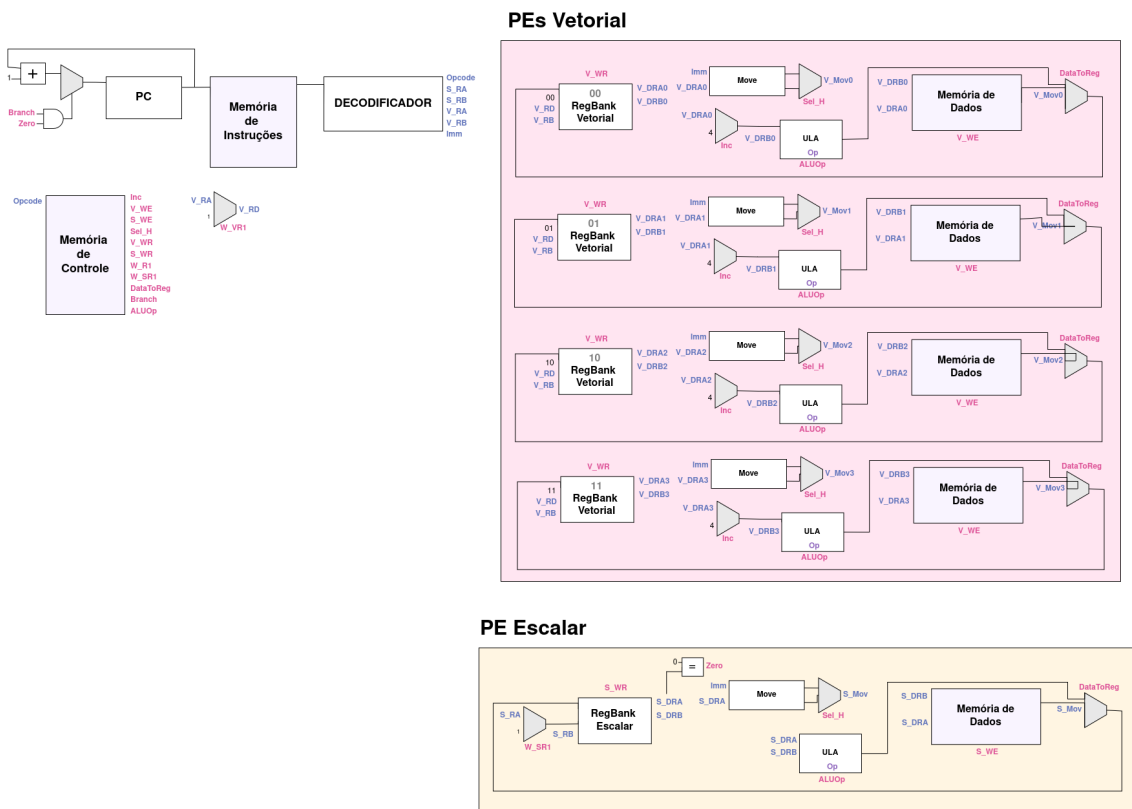 PEs Vetorial
+
1
Branch
Zero
PC
Memória
de
Instruções
DECODIFICADOR
Opcode
S_RA
S_RB
V_RA
V_RB
Imm
Opcode
Memória
de
Controle
Inc
V_WE
S_WE
Sel_H
V_WR
S_WR
W_R1
W_SR1
DataToReg
Branch
ALUOp
V_RA
1
V_RD
W_VR1
V_WR
00
V_RD
V_RB
00
RegBank
Vetorial
V_DRA0
V_DRB0
Imm
V_DRA0
Move
V_Mov0
Sel_H
V_DRA0
4
Inc
V_DRB0
ULA
Op
ALUOp
V_DRB0
V_DRA0
Memória de
Dados
V_WE
DataToReg
V_Mov0
V_WR
01
V_RD
V_RB
01
RegBank
Vetorial
V_DRA1
V_DRB1
Imm
V_DRA1
Move
V_Mov1
Sel_H
V_DRA1
4
Inc
V_DRB1
ULA
Op
ALUOp
V_DRB1
V_DRA1
Memória de
Dados
V_WE
DataToReg
V_Mov1
V_WR
10
V_RD
V_RB
10
RegBank
Vetorial
V_DRA2
V_DRB2
Imm
V_DRA2
Move
V_Mov2
Sel_H
V_DRA2
4
Inc
V_DRB2
ULA
Op
ALUOp
V_DRB2
V_DRA2
Memória de
Dados
V_WE
DataToReg
V_Mov2
V_WR
11
V_RD
V_RB
11
RegBank
Vetorial
V_DRA3
V_DRB3
Imm
V_DRA3
Move
V_Mov3
Sel_H
V_DRA3
4
Inc
V_DRB3
ULA
Op
ALUOp
V_DRB3
V_DRA3
Memória de
Dados
V_WE
DataToReg
V_Mov3
PE Escalar
S_RA
1
W_SR1
S_RB
S_WR
RegBank
Escalar
0
=
Zero
S_DRA
S_DRB
Imm
S_DRA
Move
S_Mov
Sel_H
S_DRA
S_DRB
ULA
Op
ALUOp
S_DRB
S_DRA
Memória de
Dados
S_WE
DataToReg
S_Mov